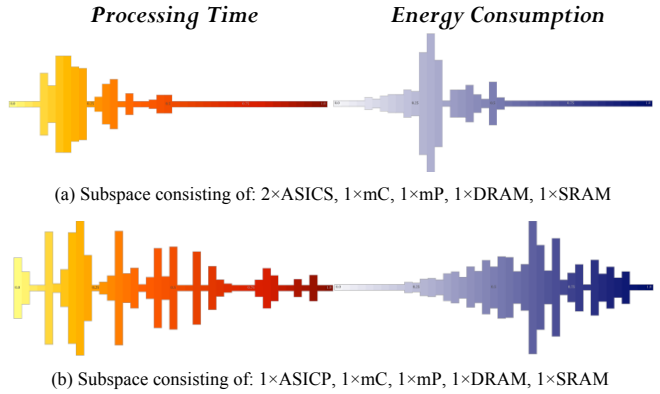 Processing Time Energy Consumption
(a) Subspace consisting of: 2×ASICS, 1×mC, 1×mP, 1×DRAM, 1×SRAM
(b) Subspace consisting of: 1×ASICP, 1×mC, 1×mP, 1×DRAM, 1×SRAM